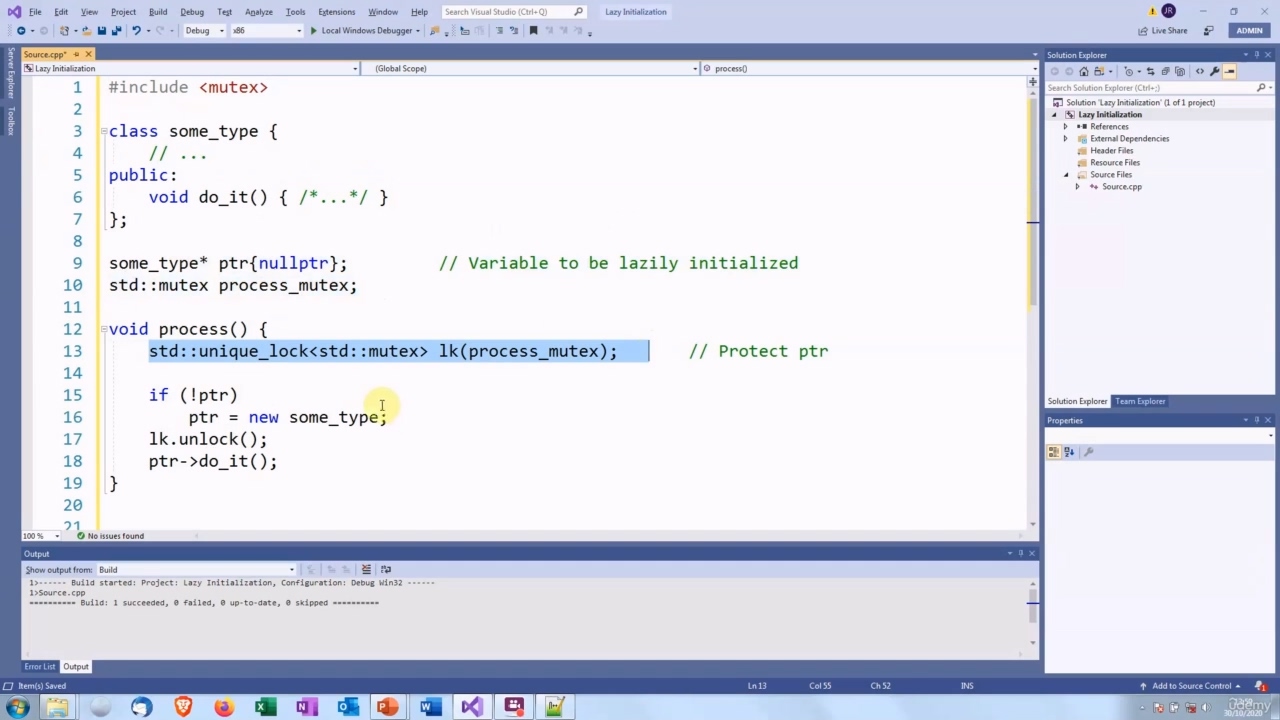 File Edit View Project Build Debug Test Analyze Tools Extensions Window Help Search Visual Studio (Ctrl+Q) Lazy Initialization JR
Debug x86 Local Windows Debugger Live Share ADMIN
Server Explorer
Toolbox
Source.cpp*
Lazy Initialization (Global Scope) process()
1 #include <mutex>
2
3 class some_type {
4 // ...
5 public:
6 void do_it() { /*...*/ }
7 };
8
9 some_type* ptr{nullptr}; // Variable to be lazily initialized
10 std::mutex process_mutex;
11
12 void process() {
13 std::unique_lock<std::mutex> lk(process_mutex); // Protect ptr
14
15 if (!ptr)
16 ptr = new some_type;
17 lk.unlock();
18 ptr->do_it();
19 }
20
21
100 % No issues found
Output
Show output from: Build
1>------ Build started: Project: Lazy Initialization, Configuration: Debug Win32 ------
1>Source.cpp
========== Build: 1 succeeded, 0 failed, 0 up-to-date, 0 skipped ==========
Error List Output
Solution Explorer
Search Solution Explorer (Ctrl+;)
Solution 'Lazy Initialization' (1 of 1 project)
Lazy Initialization
References
External Dependencies
Header Files
Resource Files
Source Files
Source.cpp
Solution Explorer Team Explorer
Properties
Item(s) Saved Ln 13 Col 55 Ch 52 INS Add to Source Control 1
udemy
30/10/2020